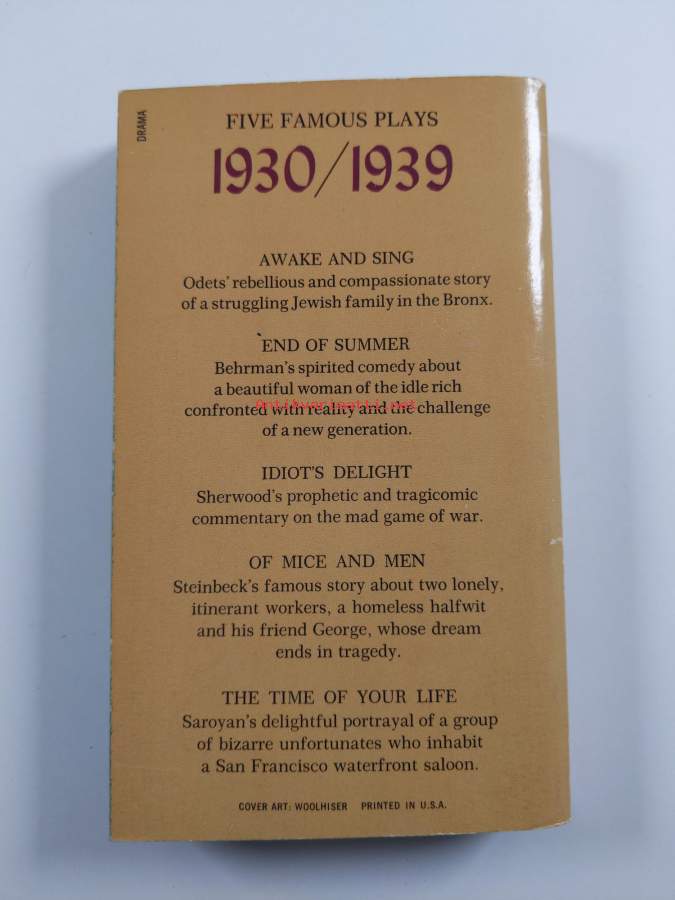 DRAMA
FIVE FAMOUS PLAYS
1930/1939
AWAKE AND SING
Odets' rebellious and compassionate story
of a struggling Jewish family in the Bronx.
END OF SUMMER
Behrman's spirited comedy about
a beautiful woman of the idle rich
confronted with reality and the challenge
of a new generation.
Antikvariaatti.net
IDIOT'S DELIGHT
Sherwood's prophetic and tragicomic
commentary on the mad game of war.
OF MICE AND MEN
Steinbeck's famous story about two lonely,
itinerant workers, a homeless halfwit
and his friend George, whose dream
ends in tragedy.
THE TIME OF YOUR LIFE
Saroyan's delightful portrayal of a group
of bizarre unfortunates who inhabit
a San Francisco waterfront saloon.
COVER ART: WOOLHISER PRINTED IN U.S.A.